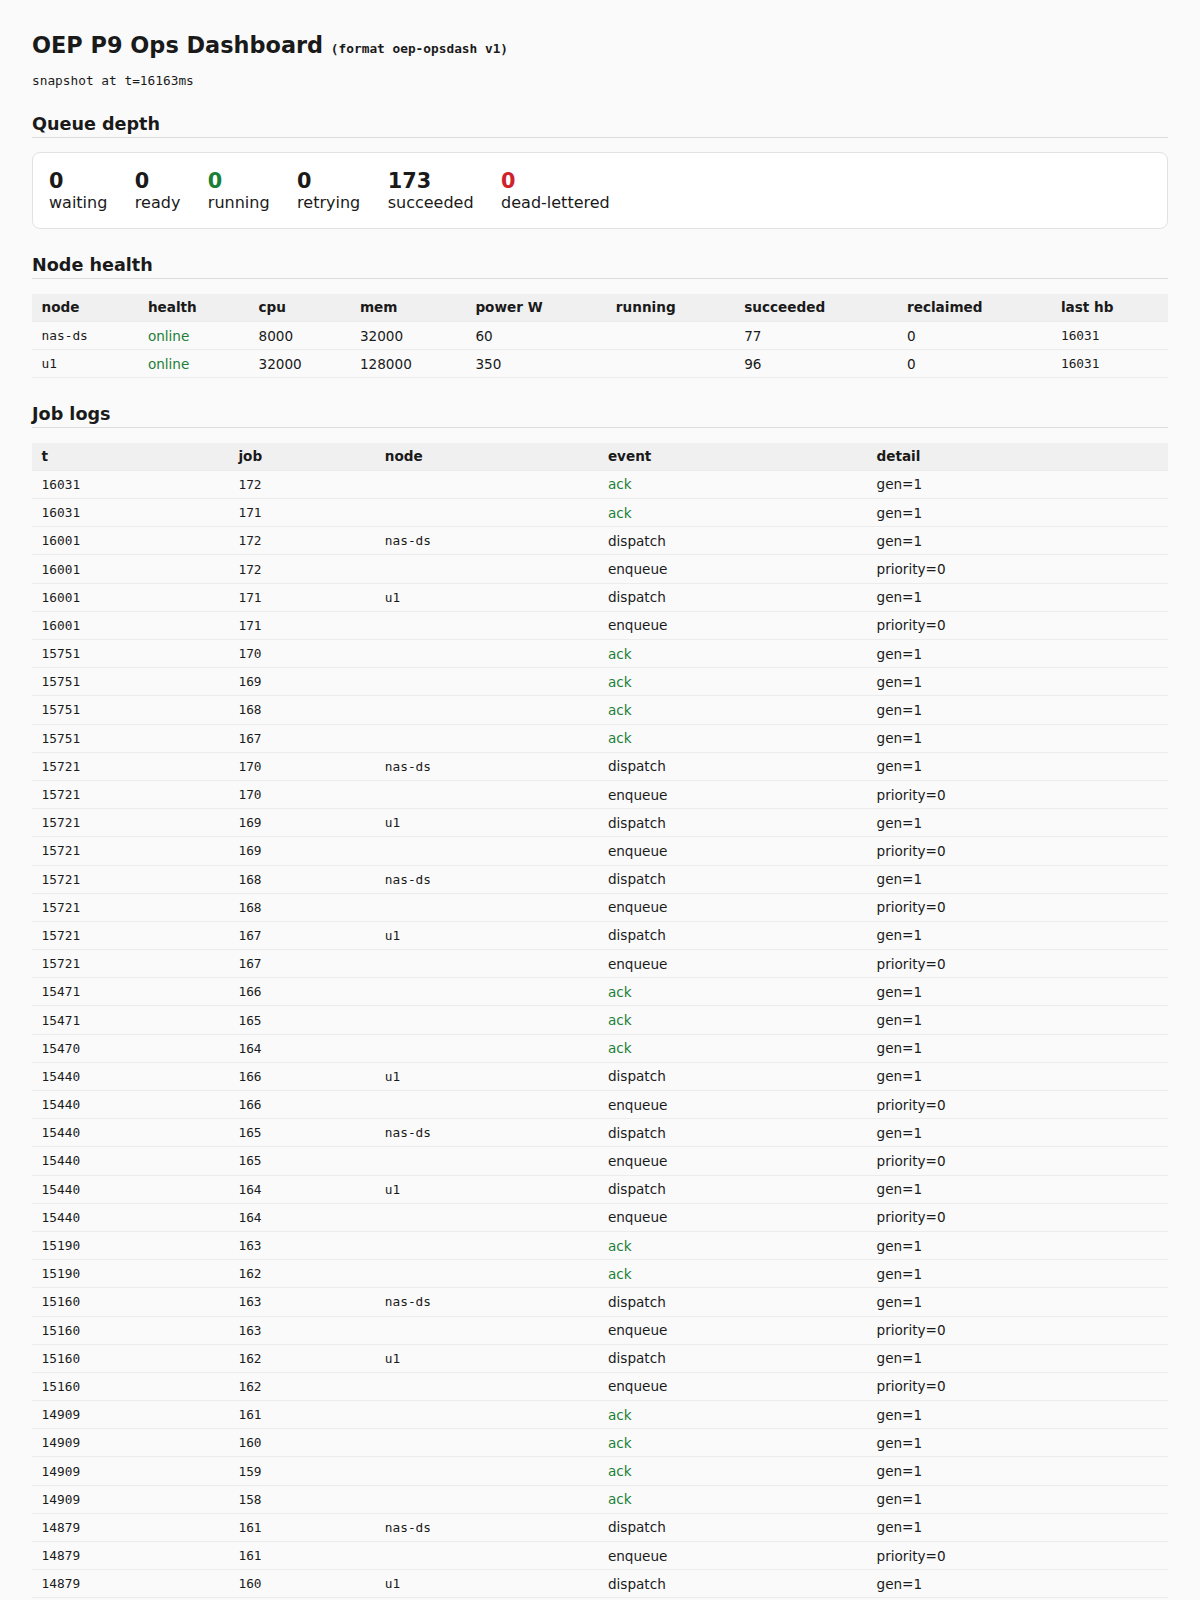 OEP P9 Ops Dashboard (format oep-opsdash v1)
snapshot at t=16163ms
Queue depth
0 0 0 0 173 0
waiting ready running retrying succeeded dead-lettered
Node health
node health cpu mem power W running succeeded reclaimed last hb
nas-ds online 8000 32000 60 77 0 16031
u1 online 32000 128000 350 96 0 16031
Job logs
t job node event detail
16031 172 ack gen=1
16031 171 ack gen=1
16001 172 nas-ds dispatch gen=1
16001 172 enqueue priority=0
16001 171 u1 dispatch gen=1
16001 171 enqueue priority=0
15751 170 ack gen=1
15751 169 ack gen=1
15751 168 ack gen=1
15751 167 ack gen=1
15721 170 nas-ds dispatch gen=1
15721 170 enqueue priority=0
15721 169 u1 dispatch gen=1
15721 169 enqueue priority=0
15721 168 nas-ds dispatch gen=1
15721 168 enqueue priority=0
15721 167 u1 dispatch gen=1
15721 167 enqueue priority=0
15471 166 ack gen=1
15471 165 ack gen=1
15470 164 ack gen=1
15440 166 u1 dispatch gen=1
15440 166 enqueue priority=0
15440 165 nas-ds dispatch gen=1
15440 165 enqueue priority=0
15440 164 u1 dispatch gen=1
15440 164 enqueue priority=0
15190 163 ack gen=1
15190 162 ack gen=1
15160 163 nas-ds dispatch gen=1
15160 163 enqueue priority=0
15160 162 u1 dispatch gen=1
15160 162 enqueue priority=0
14909 161 ack gen=1
14909 160 ack gen=1
14909 159 ack gen=1
14909 158 ack gen=1
14879 161 nas-ds dispatch gen=1
14879 161 enqueue priority=0
14879 160 u1 dispatch gen=1